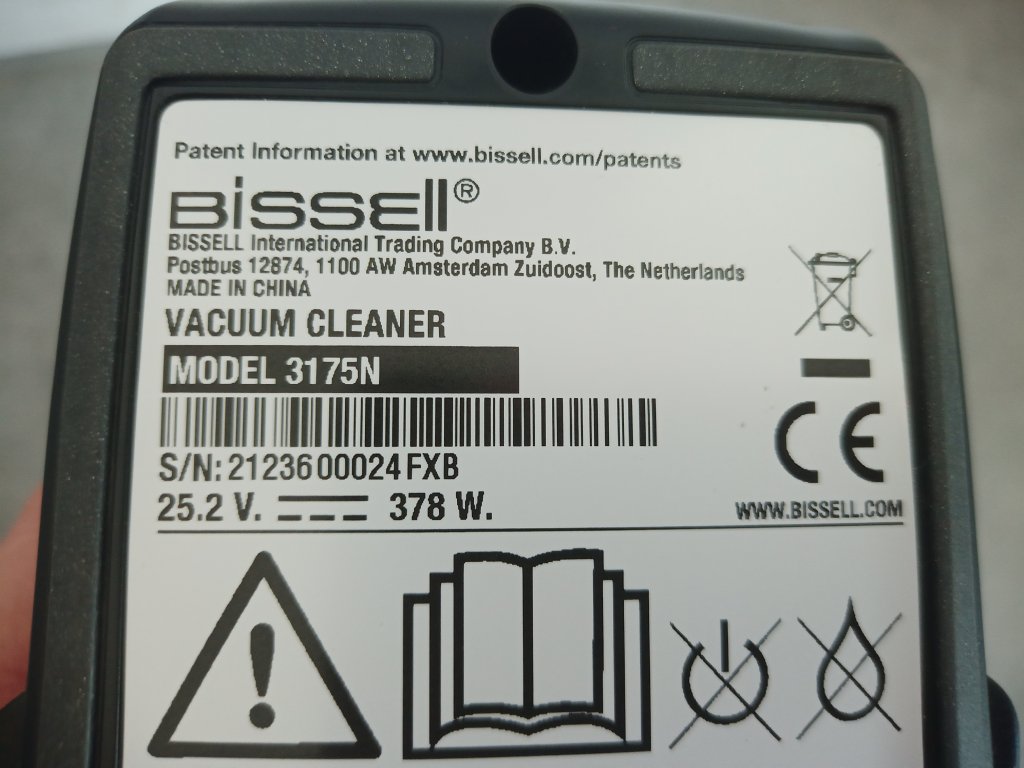 Patent Information at www.bissell.com/patents
BISSELL®
BISSELL International Trading Company B.V.
Postbus 12874, 1100 AW Amsterdam Zuidoost, The Netherlands
MADE IN CHINA
VACUUM CLEANER
MODEL 3175N
S/N: 2123600024FXB
25.2 V. 378 W.
CE
WWW.BISSELL.COM